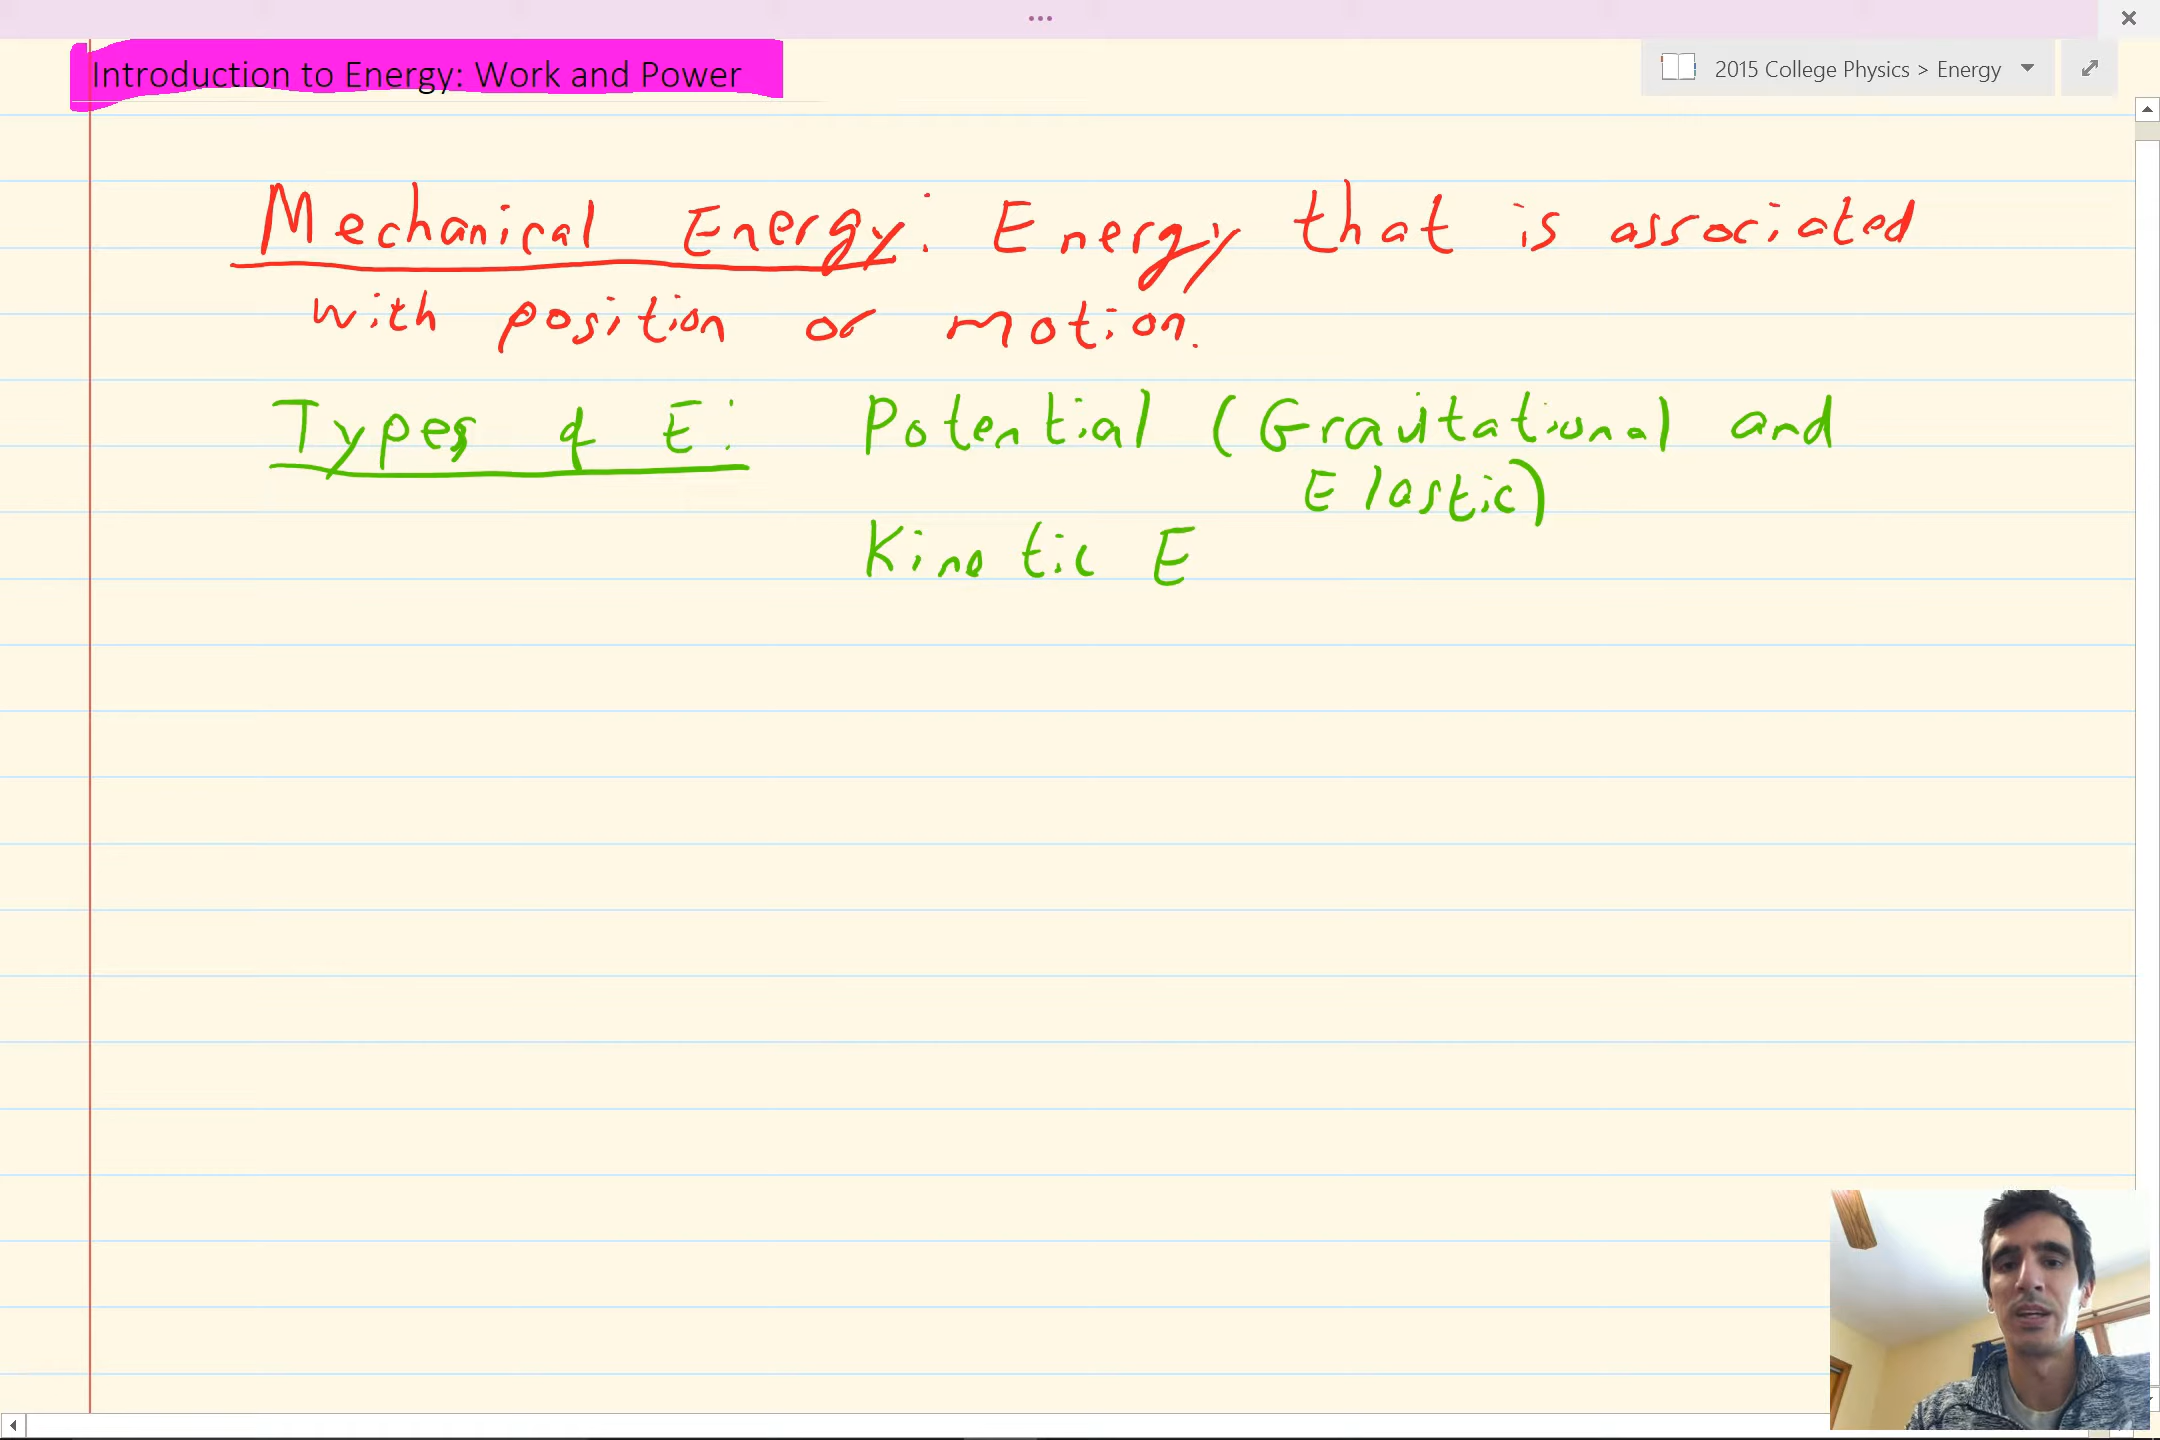 Introduction to Energy: Work and Power
2015 College Physics > Energy
Mechanical Energy: Energy that is associated
with position or motion.
Types of E: Potential (Gravitational and
Elastic)
Kinetic E